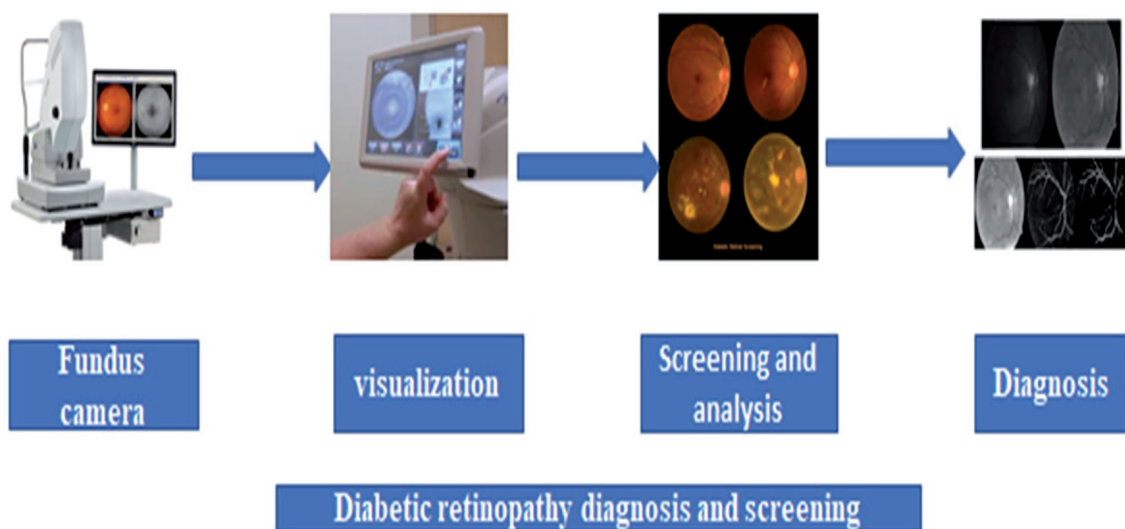 Fundus
camera
visualization
Screening and
analysis
Diagnosis
Diabetic retinopathy diagnosis and screening